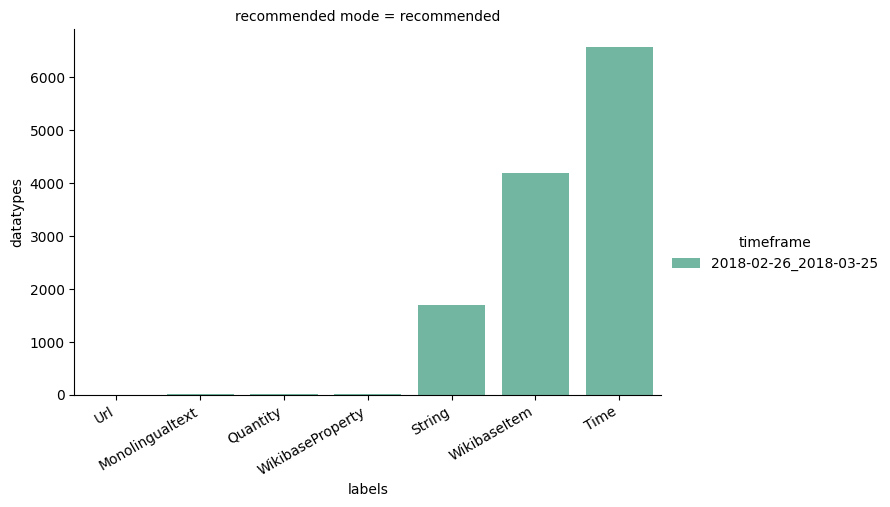 recommended mode = recommended
6000
5000
4000
3000
2000
1000
0
datatypes
Url
Monolingualtext
Quantity
WikibaseProperty
String
WikibaseItem
Time
labels
timeframe
2018-02-26_2018-03-25